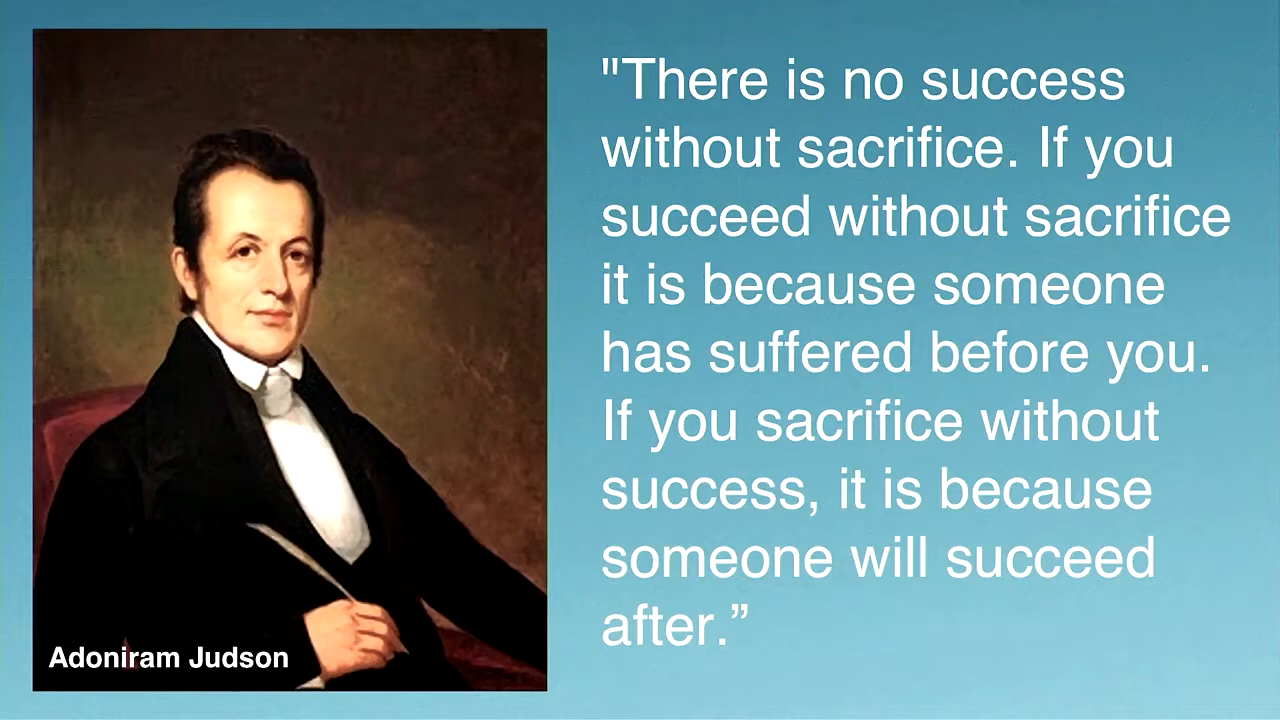 "There is no success
without sacrifice. If you
succeed without sacrifice
it is because someone
has suffered before you.
If you sacrifice without
success, it is because
someone will succeed
after.”
Adoniram Judson